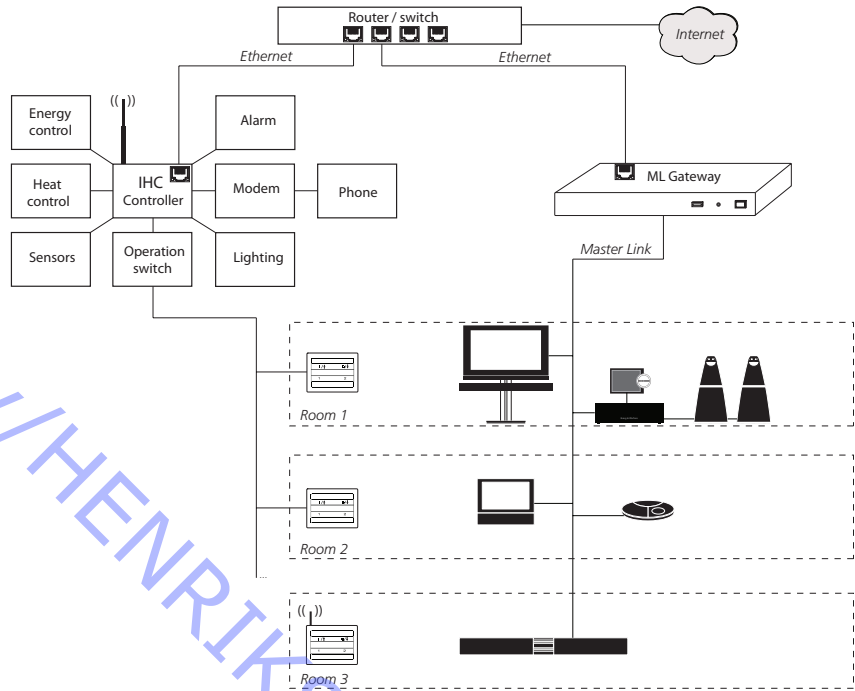 Router / switch
Internet
Ethernet
Ethernet
Energy
control
(( ))
Alarm
IHC
Controller
Heat
control
Modem
Phone
ML Gateway
Sensors
Operation
switch
Lighting
Master Link
Room 1
Room 2
...
(( ))
Room 3
//HENRIK